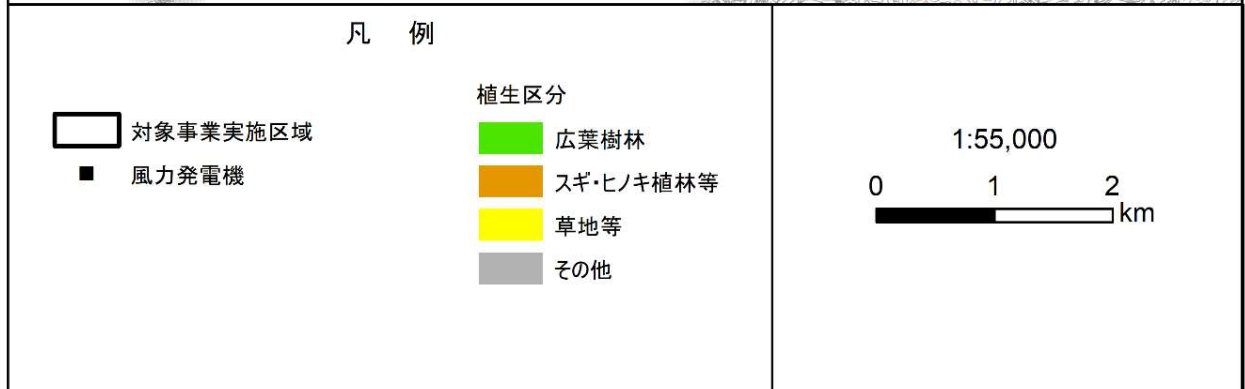 凡 例
対象事業実施区域
風力発電機
植生区分
広葉樹林
スギ・ヒノキ植林等
草地等
その他
1:55,000
0 1 2
km